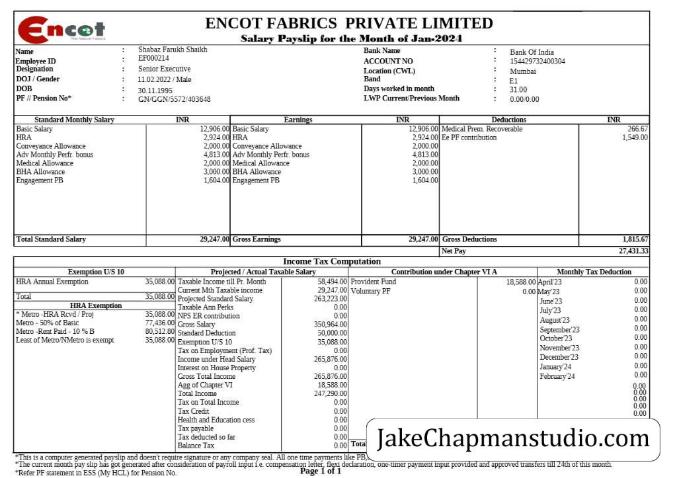 Encot
ENCOT FABRICS PRIVATE LIMITED
Salary Payslip for the Month of Jan-2024
Name : Shabaz Farukh Shaikh Bank Name : Bank Of India
Employee ID : EF000214 ACCOUNT NO : 154429732400304
Designation : Senior Executive Location (CWL) : Mumbai
DOJ / Gender : 11.02.2022 / Male Band : E1
DOB : 30.11.1995 Days worked in month : 31.00
PF // Pension No* : GN/GGN/5572/403648 LWP Current/Previous Month : 0.00/0.00
Standard Monthly Salary INR Earnings INR Deductions INR
Basic Salary 12,906.00 Basic Salary 12,906.00 Medical Prem. Recoverable 266.67
HRA 2,924.00 HRA 2,924.00 Ee PF contribution 1,549.00
Conveyance Allowance 2,000.00 Conveyance Allowance 2,000.00
Adv Monthly Perfr. bonus 4,813.00 Adv Monthly Perfr. bonus 4,813.00
Medical Allowance 2,000.00 Medical Allowance 2,000.00
BHA Allowance 3,000.00 BHA Allowance 3,000.00
Engagement PB 1,604.00 Engagement PB 1,604.00
Total Standard Salary 29,247.00 Gross Earnings 29,247.00 Gross Deductions 1,815.67
Net Pay 27,431.33
Income Tax Computation
Exemption U/S 10 Projected / Actual Taxable Salary Contribution under Chapter VI A Monthly Tax Deduction
HRA Annual Exemption 35,088.00 Taxable Income till Pr. Month 58,494.00 Provident Fund 18,588.00 April'23 0.00
Current Mth Taxable income 29,247.00 Voluntary PF 0.00 May'23 0.00
Total 35,088.00 Projected Standard Salary 263,223.00 June'23 0.00
HRA Exemption Taxable Ann Perks 0.00 July'23 0.00
* Metro -HRA Rcvd / Proj 35,088.00 NPS ER contribution 0.00 August'23 0.00
Metro - 50% of Basic 77,436.00 Gross Salary 350,964.00 September'23 0.00
Metro -Rent Paid - 10 % B 80,512.80 Standard Deduction 50,000.00 October'23 0.00
Least of Metro/NMetro is exempt 35,088.00 Exemption U/S 10 35,088.00 November'23 0.00
Tax on Employment (Prof. Tax) 0.00 December'23 0.00
Income under Head Salary 265,876.00 January'24 0.00
Interest on House Property 0.00 February'24 0.00
Gross Total Income 265,876.00
Agg of Chapter VI 18,588.00 0.00
Total Income 247,290.00 0.00
Tax on Total Income 0.00 0.00
Tax Credit 0.00 0.00
Health and Education cess 0.00
Tax payable 0.00
Tax deducted so far 0.00
Balance Tax 0.00 Tota
JakeChapmanstudio.com
*This is a computer generated payslip and doesn't require signature or any company seal. All one time payments like PB,
*The current month pay slip has got generated after consideration of payroll input i.e. compensation letter, flexi declaration, one-timer payment input provided and approved transfers till 24th of this month.
*Refer PF statement in ESS (My HCL) for Pension No. Page 1 of 1